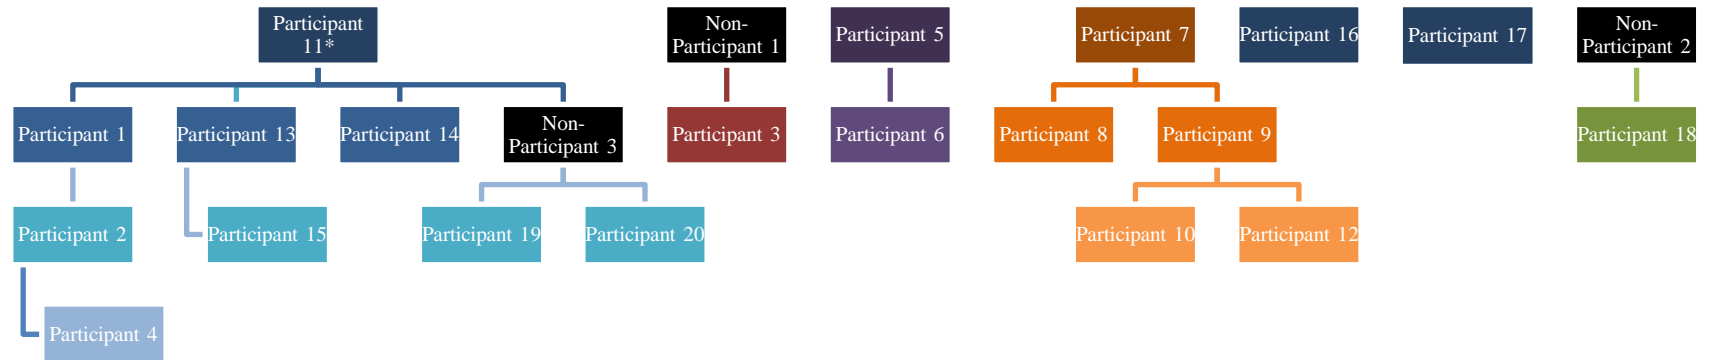 Participant
11*
Non-
Participant 1
Participant 5
Participant 7
Participant 16
Participant 17
Non-
Participant 2
Participant 1
Participant 13
Participant 14
Non-
Participant 3
Participant 3
Participant 6
Participant 8
Participant 9
Participant 18
Participant 2
Participant 15
Participant 19
Participant 20
Participant 10
Participant 12
Participant 4